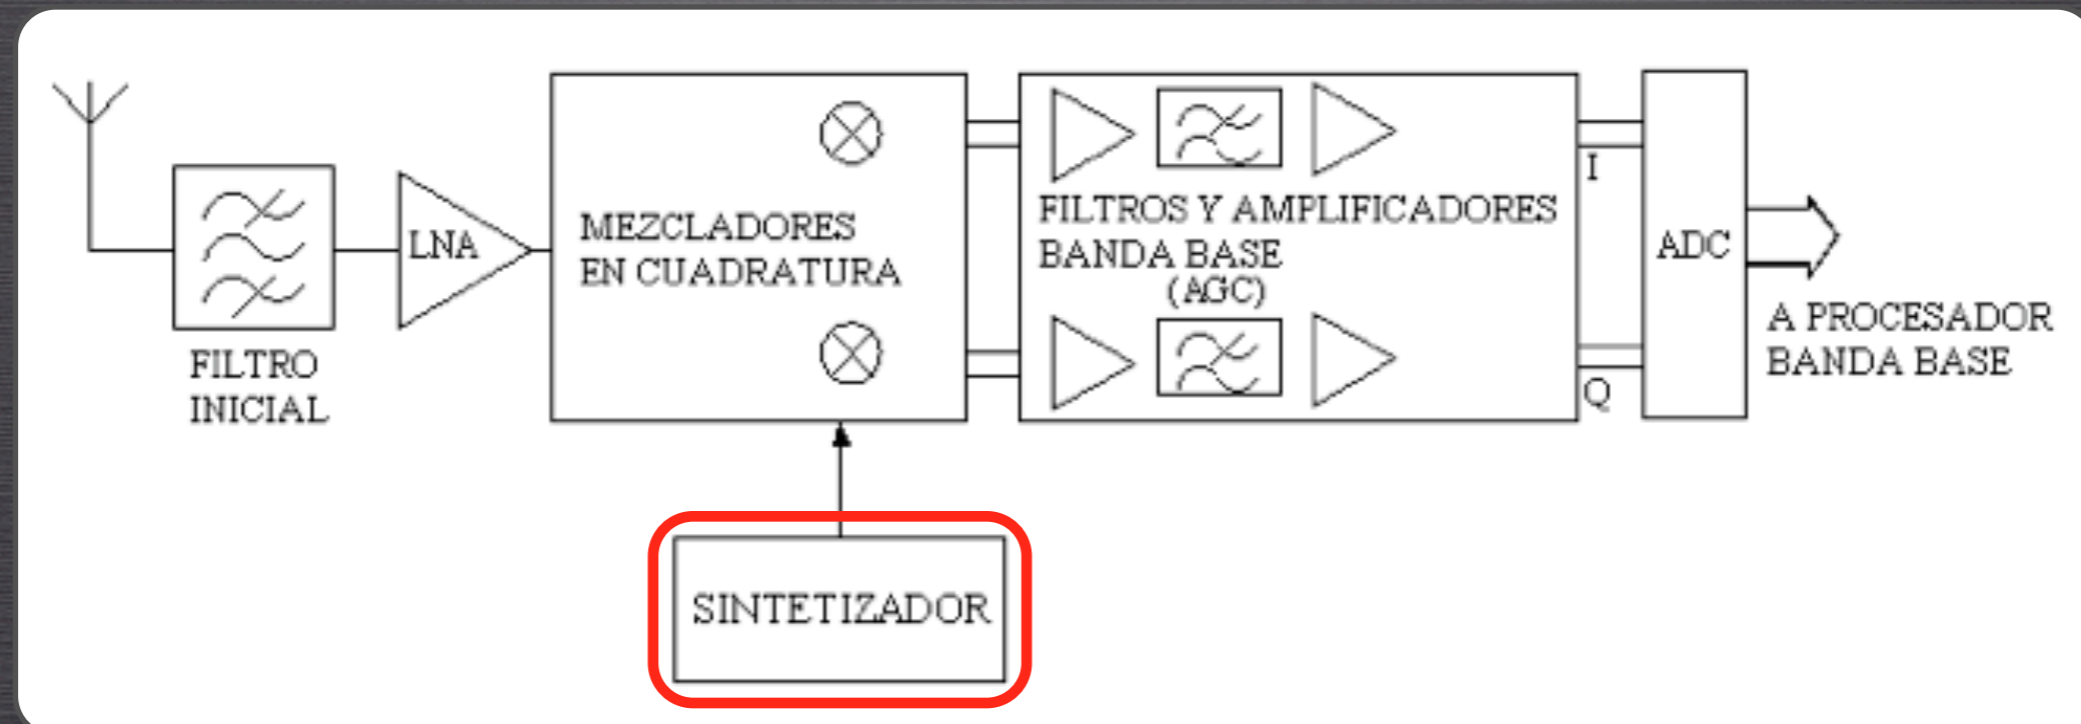 FILTRO
INICIAL
LNA
MEZCLADORES
EN CUADRATURA
SINTETIZADOR
FILTROS Y AMPLIFICADORES
BANDA BASE
(AGC)
I
Q
ADC
A PROCESADOR
BANDA BASE